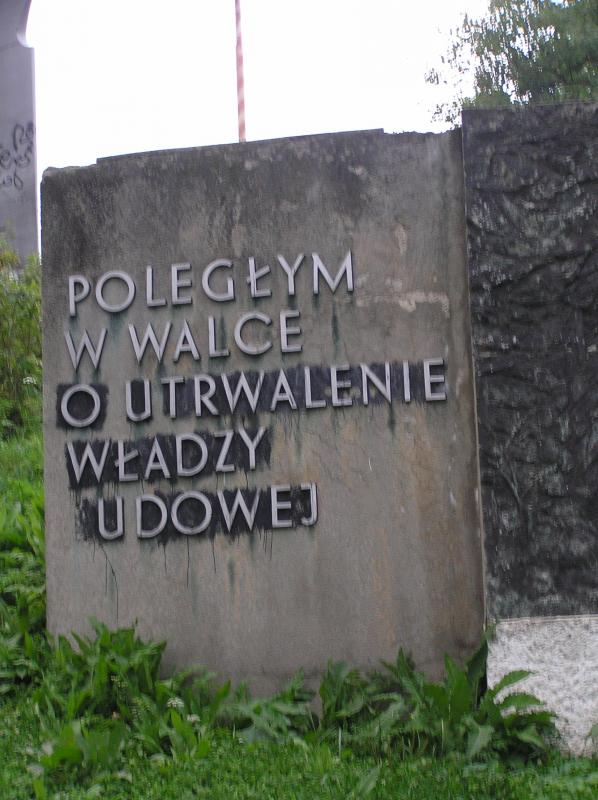 POLEGŁYM
W WALCE
O UTRWALENIE
WŁADZY
UDOWEJ